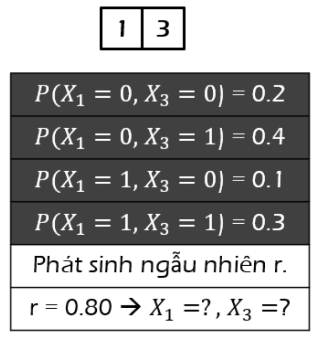 1 3
P(X₁ = 0, X₃ = 0) = 0.2
P(X₁ = 0, X₃ = 1) = 0.4
P(X₁ = 1, X₃ = 0) = 0.1
P(X₁ = 1, X₃ = 1) = 0.3
Phát sinh ngẫu nhiên r.
r = 0.80 → X₁ =? , X₃ =?